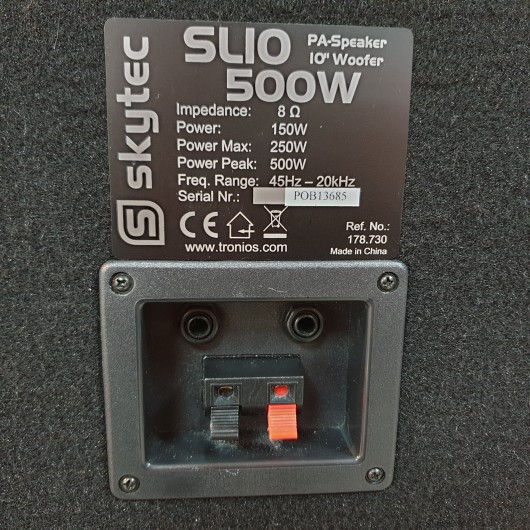 skytec
SL10
PA-Speaker
10" Woofer
500W
Impedance: 8 Ω
Power: 150W
Power Max: 250W
Power Peak: 500W
Freq. Range: 45Hz – 20kHz
Serial Nr.: POB13685
CE
www.tronios.com
Ref. No.:
178.730
Made in China